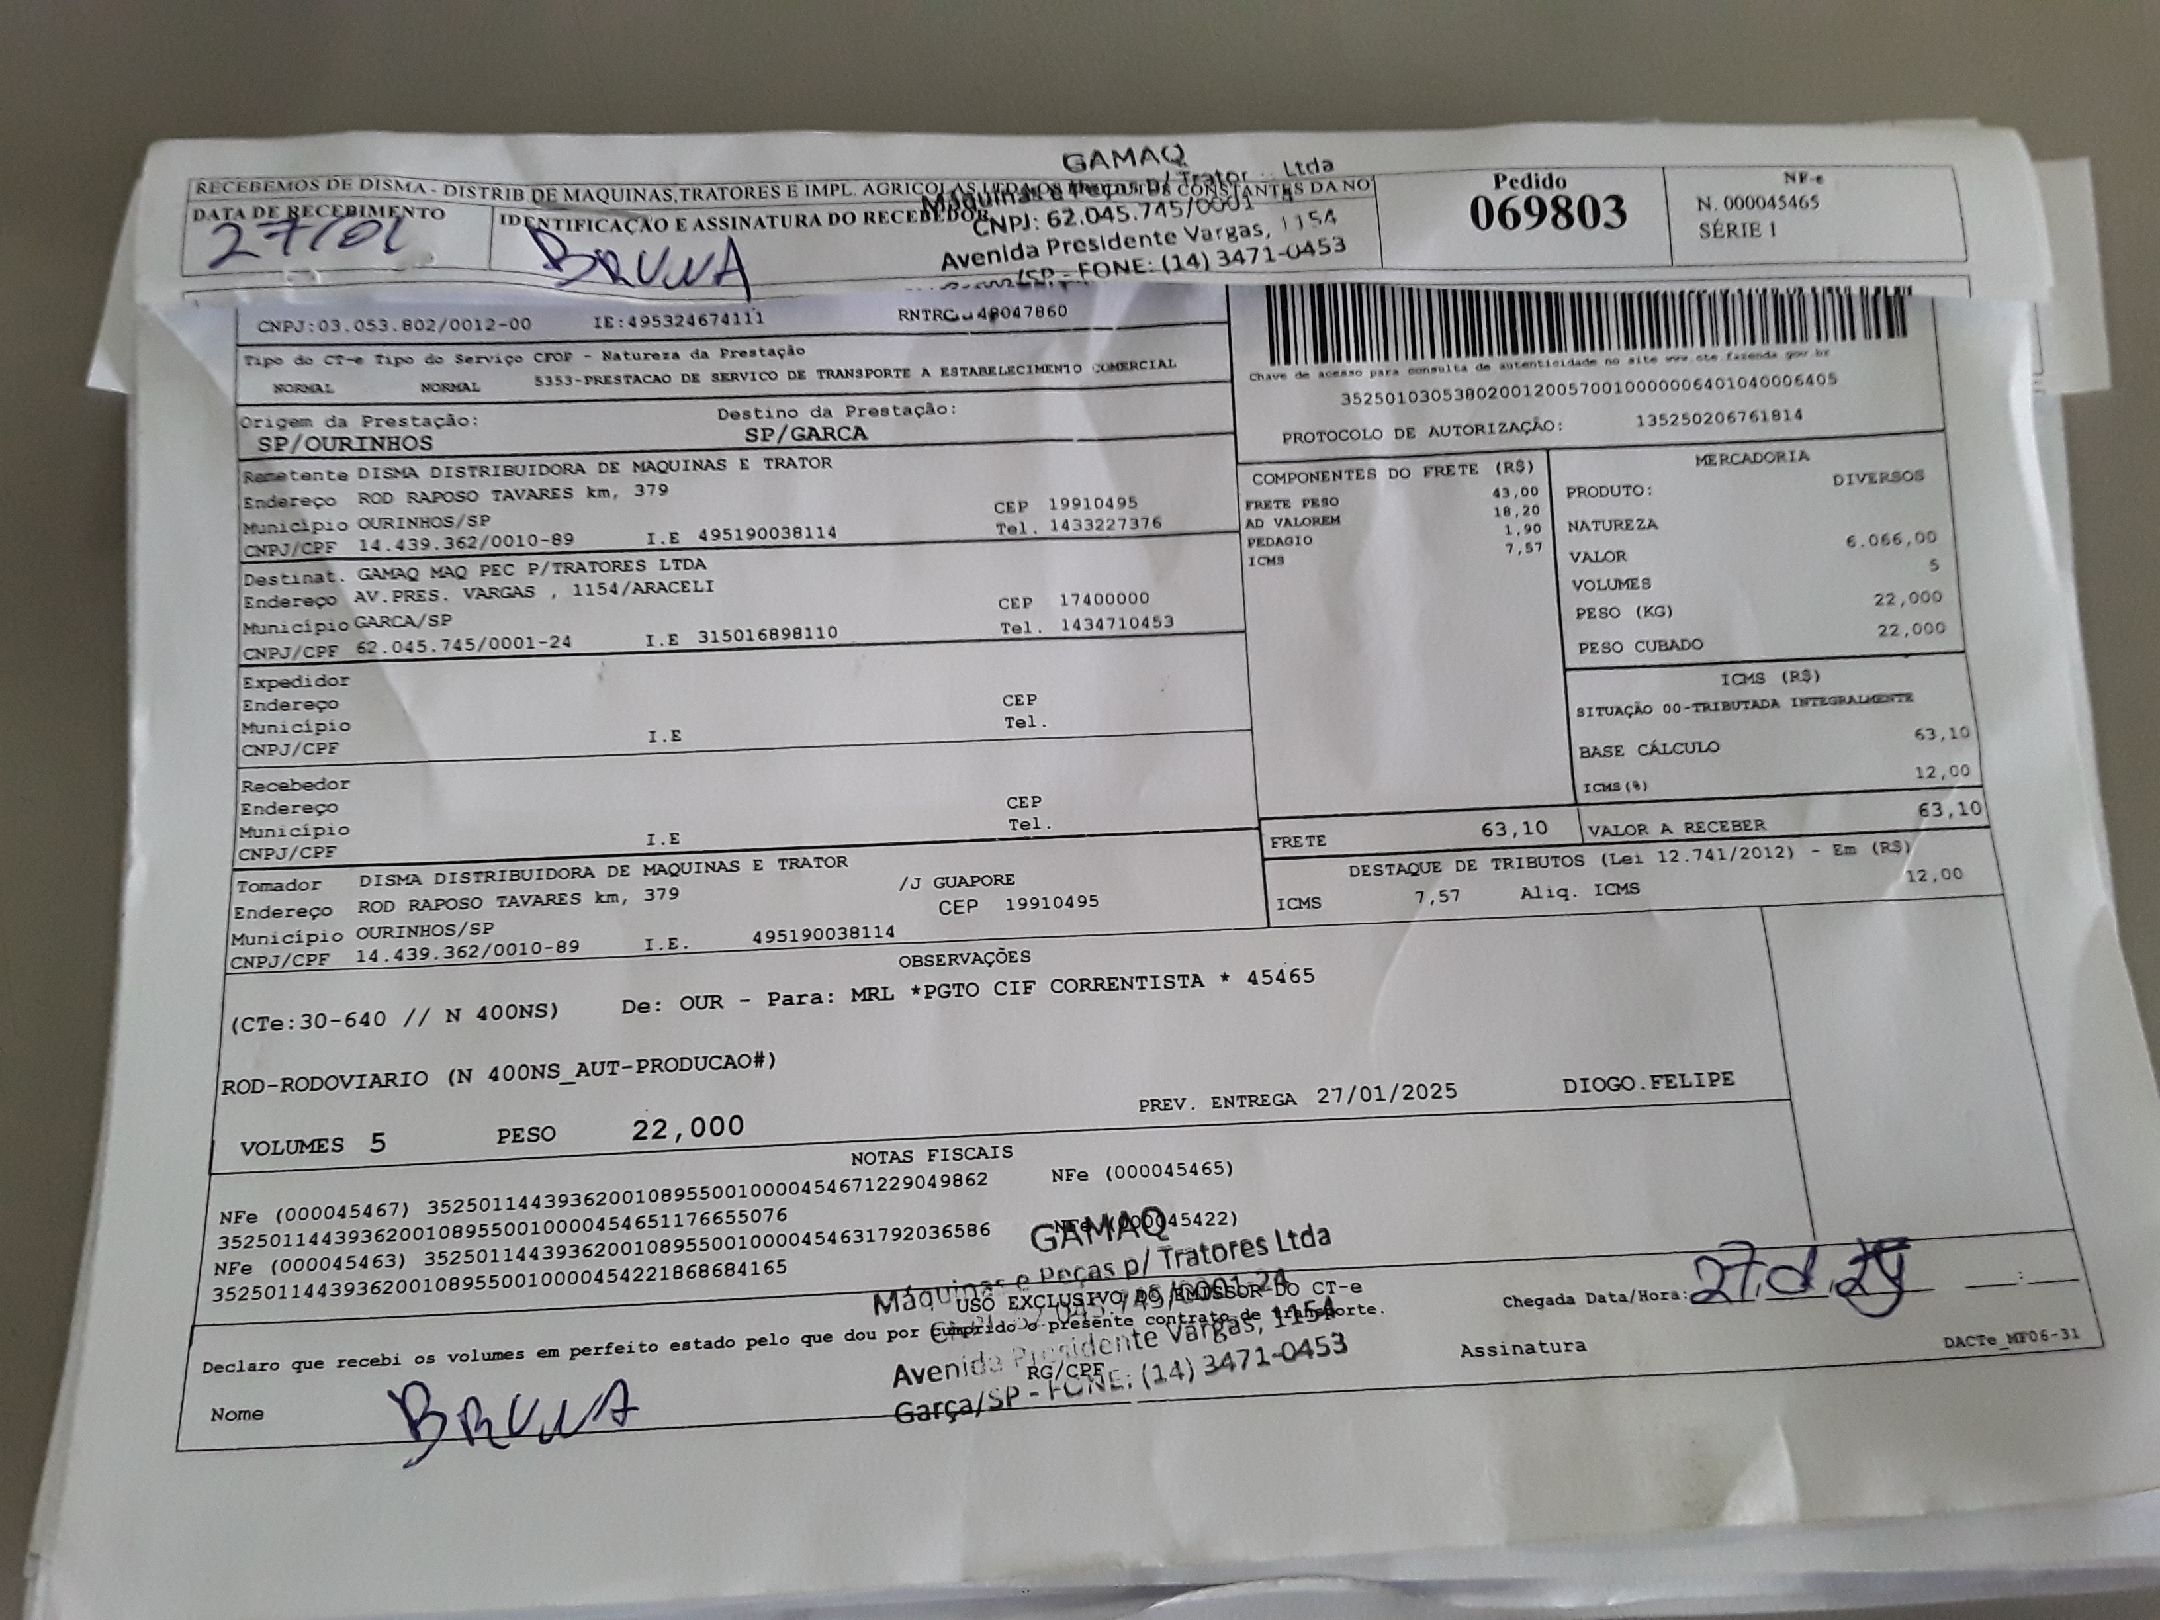 GAMAQ
Máquinas e Peças p/ Trator Ltda
RECEBEMOS DE DISMA - DISTRIB DE MAQUINAS,TRATORES E IMPL. AGRICOLAS LTDA OS PRODUTOS CONSTANTES DA NO
CNPJ: 62.045.745/0001
Avenida Presidente Vargas, 1154
/SP - FONE: (14) 3471-0453
DATA DE RECEBIMENTO
27/01
IDENTIFICAÇÃO E ASSINATURA DO RECEBEDOR
BRUNA
Pedido
069803
NF-e
N. 000045465
SÉRIE 1
CNPJ:03.053.802/0012-00 IE:495324674111 RNTRC: 48047860
Tipo do CT-e Tipo do Serviço CFOP - Natureza da Prestação
NORMAL NORMAL 5353-PRESTACAO DE SERVICO DE TRANSPORTE A ESTABELECIMENTO COMERCIAL
Chave de acesso para consulta de autenticidade no site www.cte.fazenda.gov.br
35250103053802001200570010000006401040006405
PROTOCOLO DE AUTORIZAÇÃO: 135250206761814
Origem da Prestação: Destino da Prestação:
SP/OURINHOS SP/GARCA
Remetente DISMA DISTRIBUIDORA DE MAQUINAS E TRATOR
Endereço ROD RAPOSO TAVARES km, 379
Município OURINHOS/SP CEP 19910495
CNPJ/CPF 14.439.362/0010-89 I.E 495190038114 Tel. 1433227376
Destinat. GAMAQ MAQ PEC P/TRATORES LTDA
Endereço AV.PRES. VARGAS , 1154/ARACELI
Município GARCA/SP CEP 17400000
CNPJ/CPF 62.045.745/0001-24 I.E 315016898110 Tel. 1434710453
Expedidor
Endereço
Município CEP
CNPJ/CPF I.E Tel.
Recebedor
Endereço
Município CEP
CNPJ/CPF I.E Tel.
Tomador DISMA DISTRIBUIDORA DE MAQUINAS E TRATOR
Endereço ROD RAPOSO TAVARES km, 379 /J GUAPORE
Município OURINHOS/SP CEP 19910495
CNPJ/CPF 14.439.362/0010-89 I.E. 495190038114
COMPONENTES DO FRETE (R$)
FRETE PESO 43,00
AD VALOREM 18,20
PEDAGIO 1,90
ICMS 7,57
MERCADORIA
PRODUTO: DIVERSOS
NATUREZA
VALOR 6.066,00
VOLUMES 5
PESO (KG) 22,000
PESO CUBADO 22,000
ICMS (R$)
SITUAÇÃO 00-TRIBUTADA INTEGRALMENTE
BASE CÁLCULO 63,10
ICMS(%) 12,00
FRETE 63,10 VALOR A RECEBER 63,10
DESTAQUE DE TRIBUTOS (Lei 12.741/2012) - Em (R$)
ICMS 7,57 Aliq. ICMS 12,00
OBSERVAÇÕES
(CTe:30-640 // N 400NS) De: OUR - Para: MRL *PGTO CIF CORRENTISTA * 45465
ROD-RODOVIARIO (N 400NS_AUT-PRODUCAO#)
VOLUMES 5 PESO 22,000 PREV. ENTREGA 27/01/2025 DIOGO.FELIPE
NOTAS FISCAIS
NFe (000045467) 35250114439362001089550010000454671229049862 NFe (000045465)
35250114439362001089550010000454651176655076
NFe (000045463) 35250114439362001089550010000454631792036586 NFe (000045422)
35250114439362001089550010000454221868684165
GAMAQ
Máquinas e Peças p/ Tratores Ltda
USO EXCLUSIVO DO EMISSOR DO CT-e
Declaro que recebi os volumes em perfeito estado pelo que dou por cumprido o presente contrato de transporte.
Avenida Presidente Vargas, 1154
Garça/SP - FONE: (14) 3471-0453
Chegada Data/Hora: :
Nome BRUNA RG/CPF Assinatura
DACTe_MF06-31